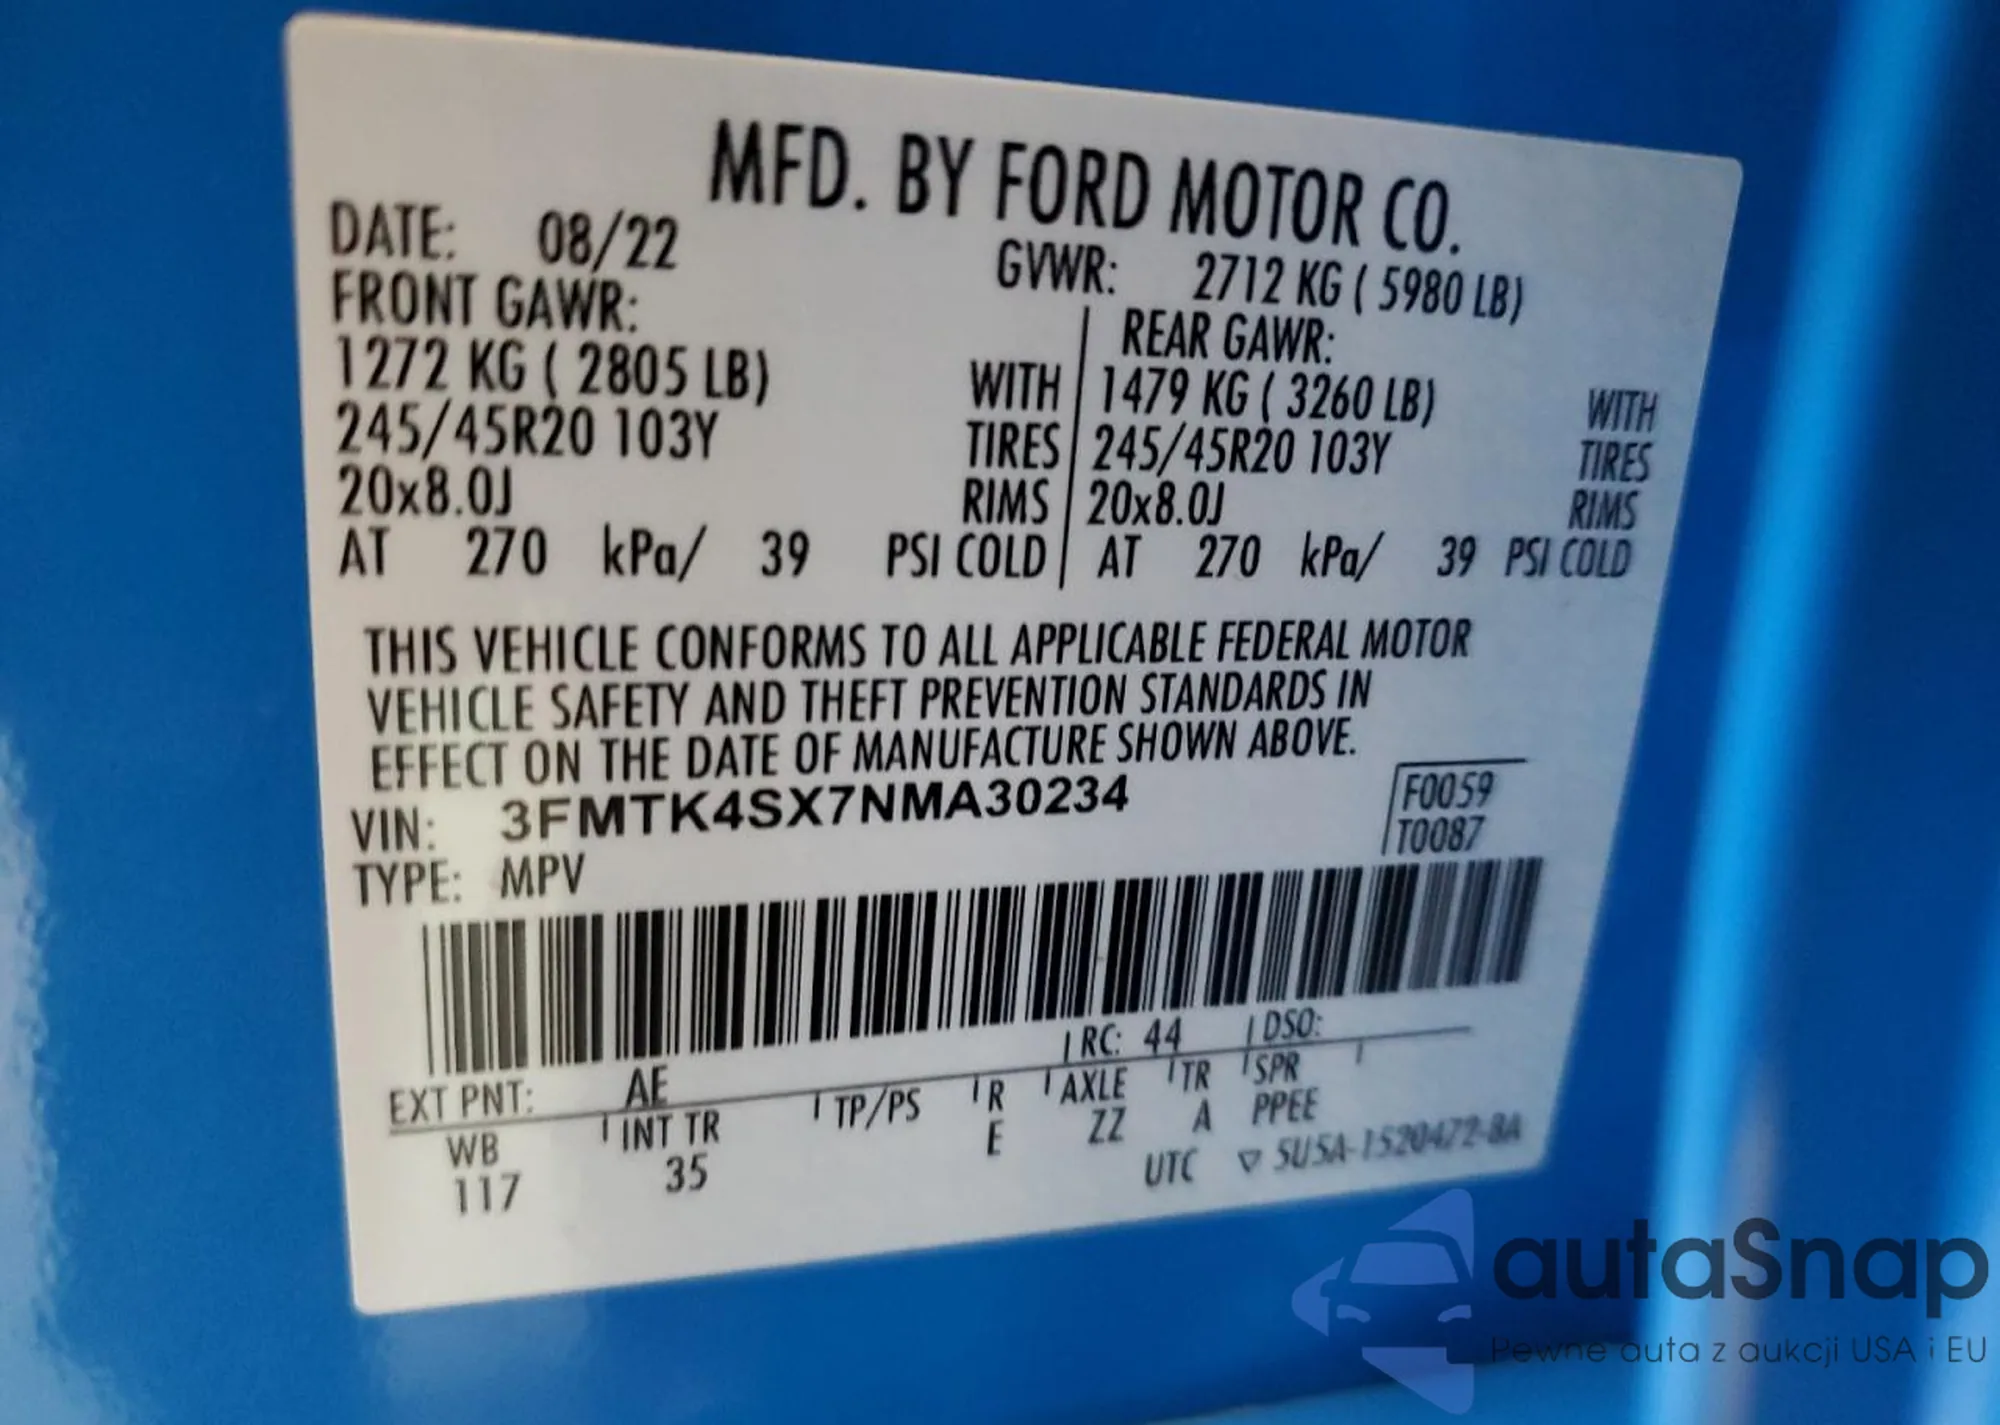 MFD. BY FORD MOTOR CO.
DATE: 08/22 GVWR: 2712 KG ( 5980 LB)
FRONT GAWR: REAR GAWR:
1272 KG ( 2805 LB) WITH 1479 KG ( 3260 LB) WITH
245/45R20 103Y TIRES 245/45R20 103Y TIRES
20x8.0J RIMS 20x8.0J RIMS
AT 270 kPa/ 39 PSI COLD AT 270 kPa/ 39 PSI COLD
THIS VEHICLE CONFORMS TO ALL APPLICABLE FEDERAL MOTOR
VEHICLE SAFETY AND THEFT PREVENTION STANDARDS IN
EFFECT ON THE DATE OF MANUFACTURE SHOWN ABOVE.
VIN: 3FMTK4SX7NMA30234 F0059
TYPE: MPV T0087
EXT PNT: AE RC: 44 DSO:
WB INT TR TP/PS R AXLE TR SPR
117 35 E ZZ A PPEE
UTC ▽ 5U5A-1520472-BA
autaSnap
Pewne auta z aukcji USA i EU